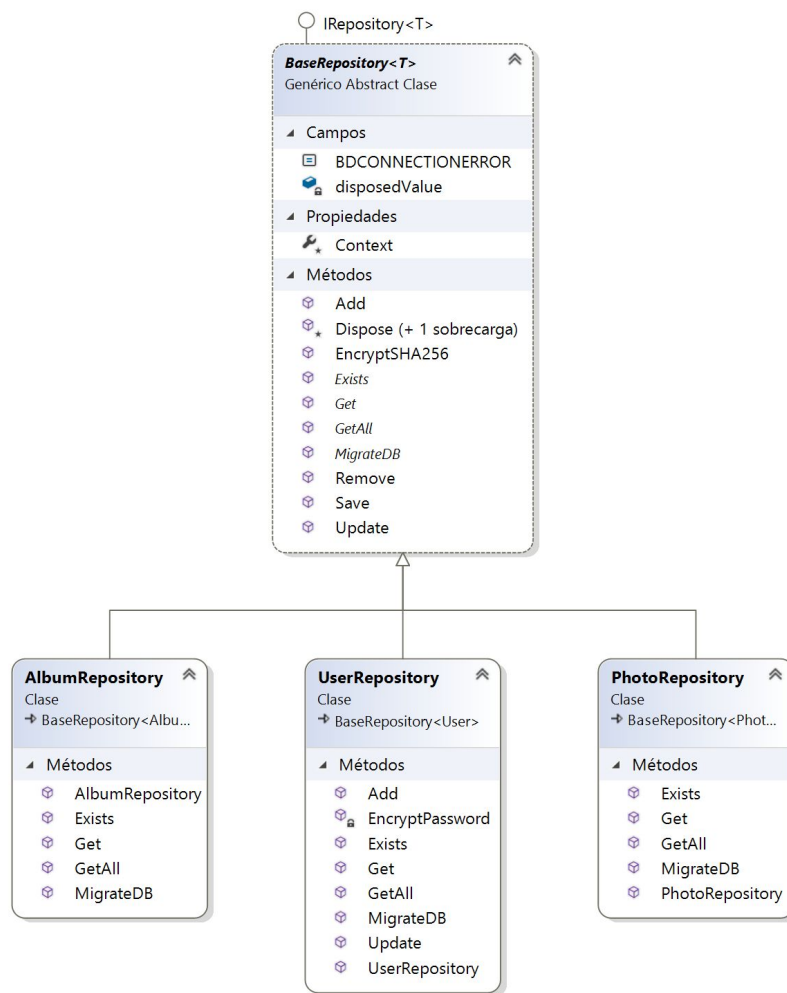 IRepository<T>
BaseRepository<T>
Genérico Abstract Clase
Campos
BDCONNECTIONERROR
disposedValue
Propiedades
Context
Métodos
Add
Dispose (+ 1 sobrecarga)
EncryptSHA256
Exists
Get
GetAll
MigrateDB
Remove
Save
Update
AlbumRepository
Clase
BaseRepository<Albu...
Métodos
AlbumRepository
Exists
Get
GetAll
MigrateDB
UserRepository
Clase
BaseRepository<User>
Métodos
Add
EncryptPassword
Exists
Get
GetAll
MigrateDB
Update
UserRepository
PhotoRepository
Clase
BaseRepository<Phot...
Métodos
Exists
Get
GetAll
MigrateDB
PhotoRepository